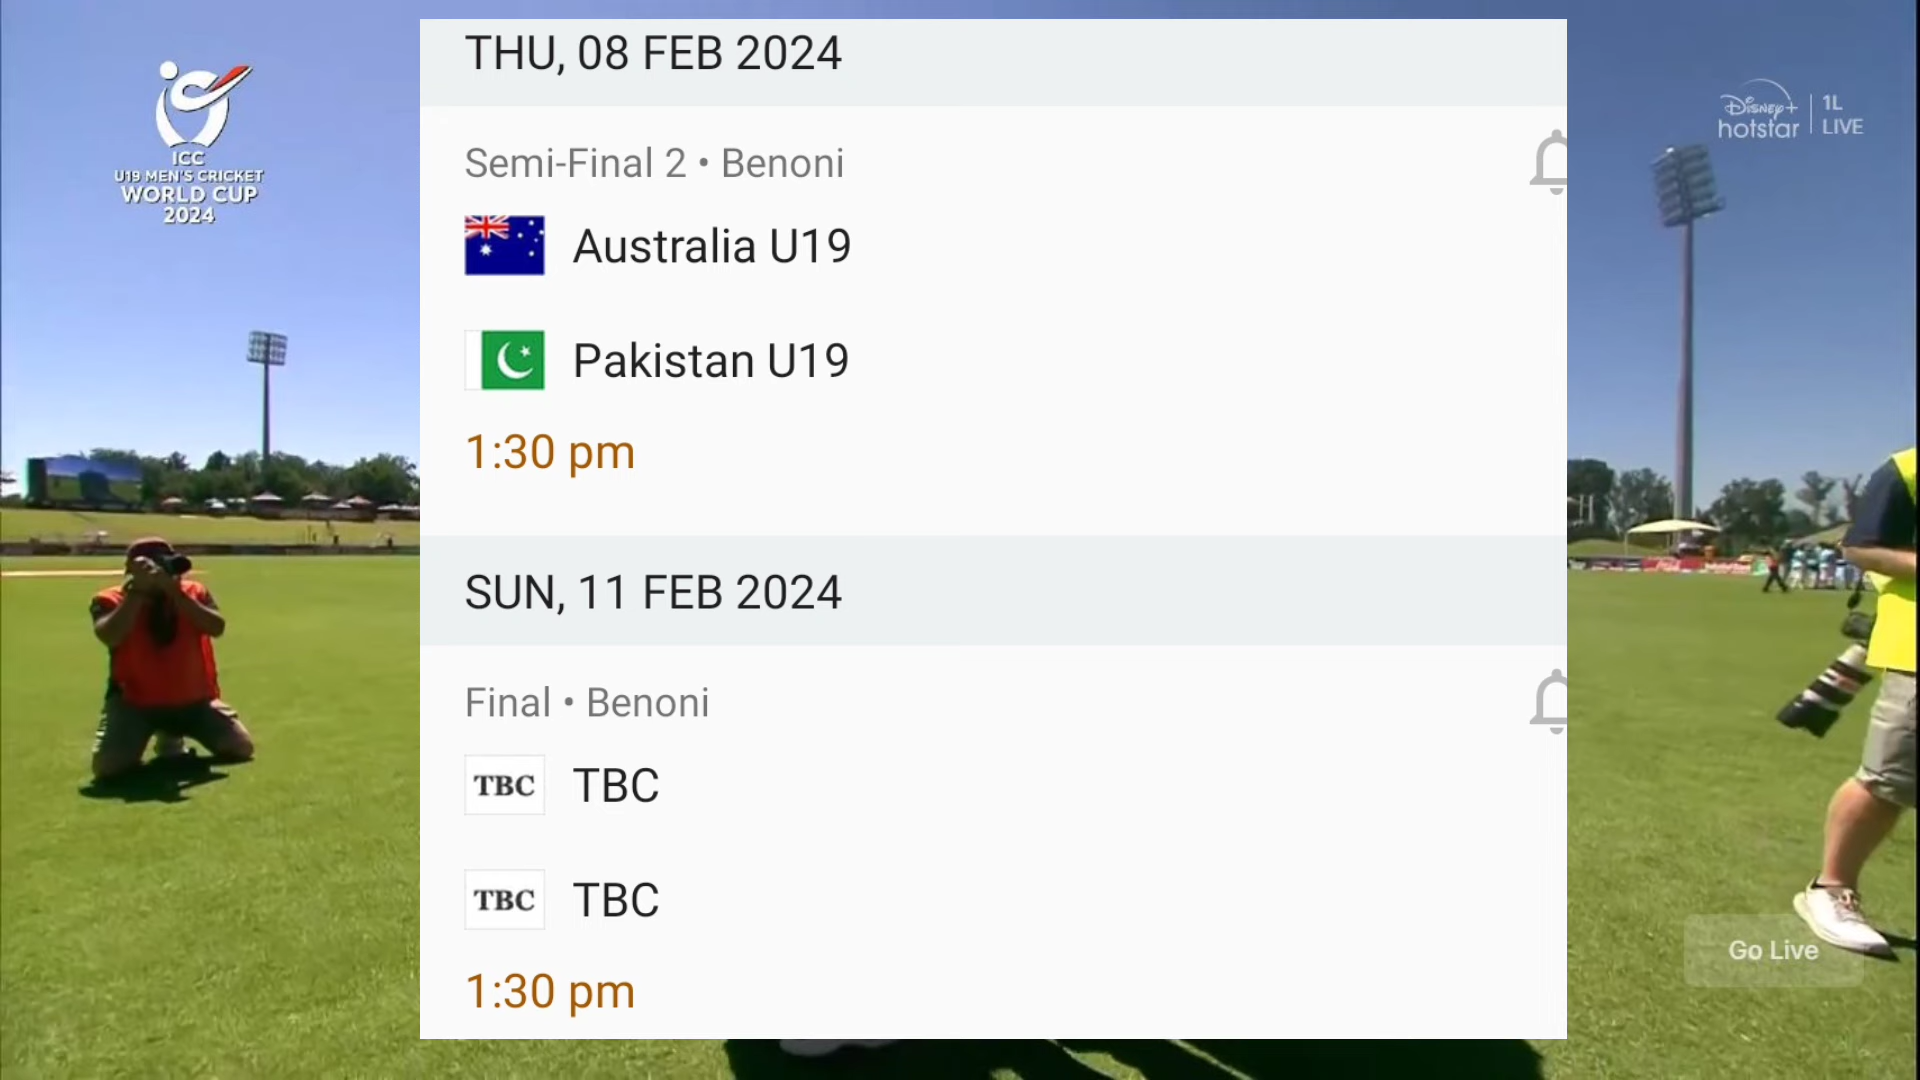 THU, 08 FEB 2024
ICC
U19 MEN'S CRICKET
WORLD CUP
2024
Disney+
hotstar
1L
LIVE
Semi-Final 2 • Benoni
Australia U19
Pakistan U19
1:30 pm
SUN, 11 FEB 2024
Final • Benoni
TBC TBC
TBC TBC
Go Live
1:30 pm